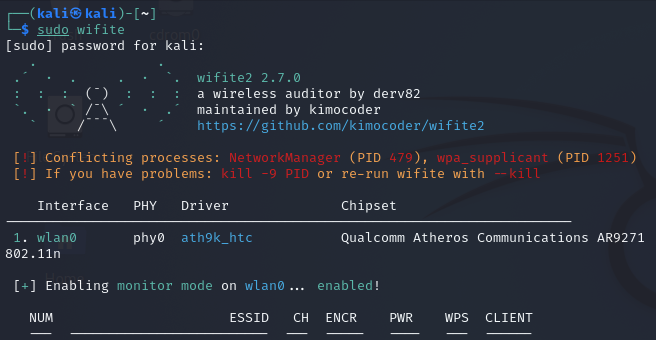 ┌──(kali㉿kali)-[~]
└─$ sudo wifite
[sudo] password for kali:
wifite2 2.7.0
a wireless auditor by derv82
maintained by kimocoder
https://github.com/kimocoder/wifite2
[!] Conflicting processes: NetworkManager (PID 479), wpa_supplicant (PID 1251)
[!] If you have problems: kill -9 PID or re-run wifite with --kill
Interface PHY Driver Chipset
1. wlan0 phy0 ath9k_htc Qualcomm Atheros Communications AR9271
802.11n
[+] Enabling monitor mode on wlan0... enabled!
NUM ESSID CH ENCR PWR WPS CLIENT